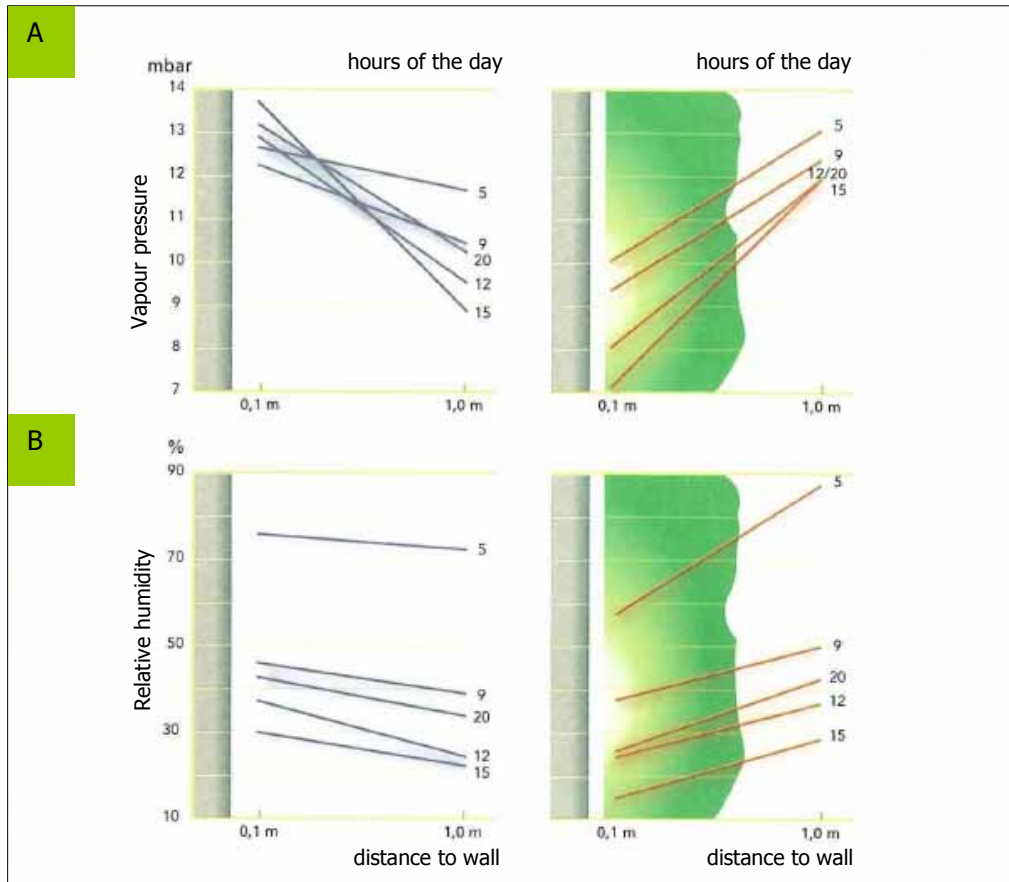 A
mbar
hours of the day
hours of the day
14
13
12
11
10
9
8
7
Vapour pressure
5
9
20
12
15
0,1 m
1,0 m
5
9
12/20
15
0,1 m
1,0 m
B
%
90
70
50
30
10
Relative humidity
5
9
20
12
15
0,1 m
1,0 m
distance to wall
5
9
20
12
15
0,1 m
1,0 m
distance to wall